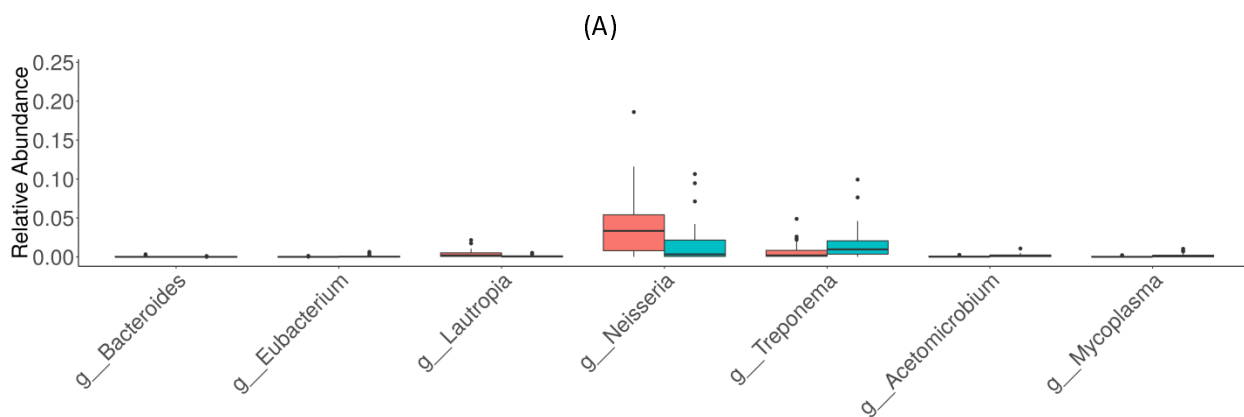 (A)
Relative Abundance
0.25
0.20
0.15
0.10
0.05
0.00
g__Bacteroides
g__Eubacterium
g__Lautropia
g__Neisseria
g__Treponema
g__Acetomicrobium
g__Mycoplasma